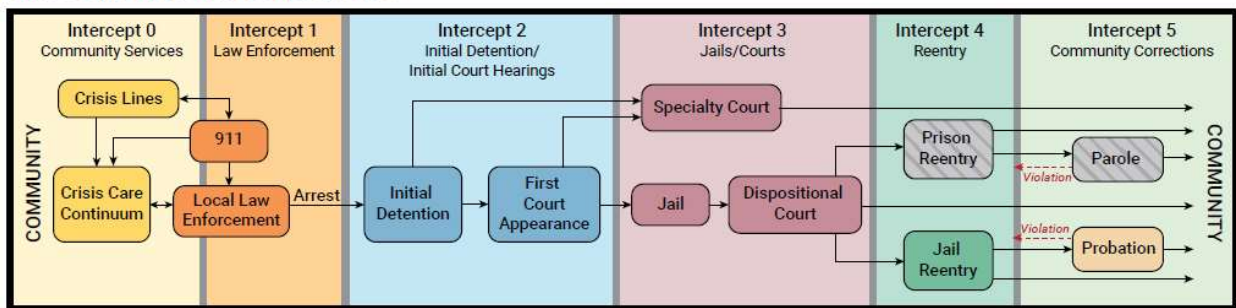 Intercept 0
Community Services
Intercept 1
Law Enforcement
Intercept 2
Initial Detention/
Initial Court Hearings
Intercept 3
Jails/Courts
Intercept 4
Reentry
Intercept 5
Community Corrections
COMMUNITY
Crisis Lines
911
Crisis Care
Continuum
Local Law
Enforcement
Arrest
Initial
Detention
First
Court
Appearance
Specialty Court
Jail
Dispositional
Court
Prison
Reentry
Violation
Parole
Jail
Reentry
Violation
Probation
COMMUNITY